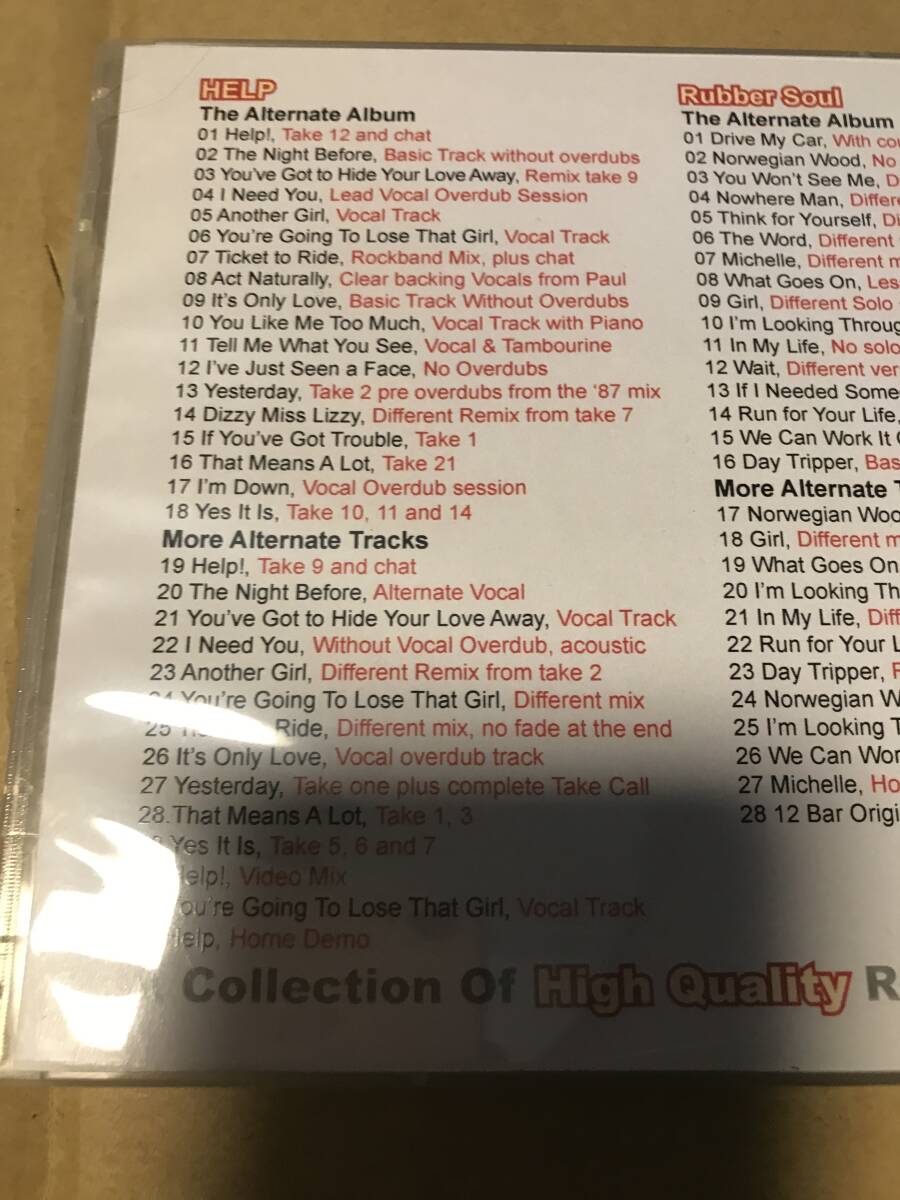 HELP
The Alternate Album
01 Help!, Take 12 and chat
02 The Night Before, Basic Track without overdubs
03 You've Got to Hide Your Love Away, Remix take 9
04 I Need You, Lead Vocal Overdub Session
05 Another Girl, Vocal Track
06 You're Going To Lose That Girl, Vocal Track
07 Ticket to Ride, Rockband Mix, plus chat
08 Act Naturally, Clear backing Vocals from Paul
09 It's Only Love, Basic Track Without Overdubs
10 You Like Me Too Much, Vocal Track with Piano
11 Tell Me What You See, Vocal & Tambourine
12 I've Just Seen a Face, No Overdubs
13 Yesterday, Take 2 pre overdubs from the '87 mix
14 Dizzy Miss Lizzy, Different Remix from take 7
15 If You've Got Trouble, Take 1
16 That Means A Lot, Take 21
17 I'm Down, Vocal Overdub session
18 Yes It Is, Take 10, 11 and 14
More Alternate Tracks
19 Help!, Take 9 and chat
20 The Night Before, Alternate Vocal
21 You've Got to Hide Your Love Away, Vocal Track
22 I Need You, Without Vocal Overdub, acoustic
23 Another Girl, Different Remix from take 2
24 You're Going To Lose That Girl, Different mix
25 Ride, Different mix, no fade at the end
26 It's Only Love, Vocal overdub track
27 Yesterday, Take one plus complete Take Call
28.That Means A Lot, Take 1, 3
Yes It Is, Take 5, 6 and 7
Help!, Video Mix
You're Going To Lose That Girl, Vocal Track
Help, Home Demo
Rubber Soul
The Alternate Album
01 Drive My Car, With
02 Norwegian Wood, No
03 You Won't See Me,
04 Nowhere Man,
05 Think for Yourself,
06 The Word, Different
07 Michelle, Different
08 What Goes On,
09 Girl, Different Solo
10 I'm Looking
11 In My Life, No solo
12 Wait, Different
13 If I Needed
14 Run for Your Life,
15 We Can Work It
16 Day Tripper,
More Alternate
17 Norwegian
18 Girl, Different
19 What Goes On
20 I'm Looking
21 In My Life,
22 Run for Your
23 Day Tripper,
24 Norwegian
25 I'm Looking
26 We Can
27 Michelle,
28 12 Bar
Collection Of High Quality